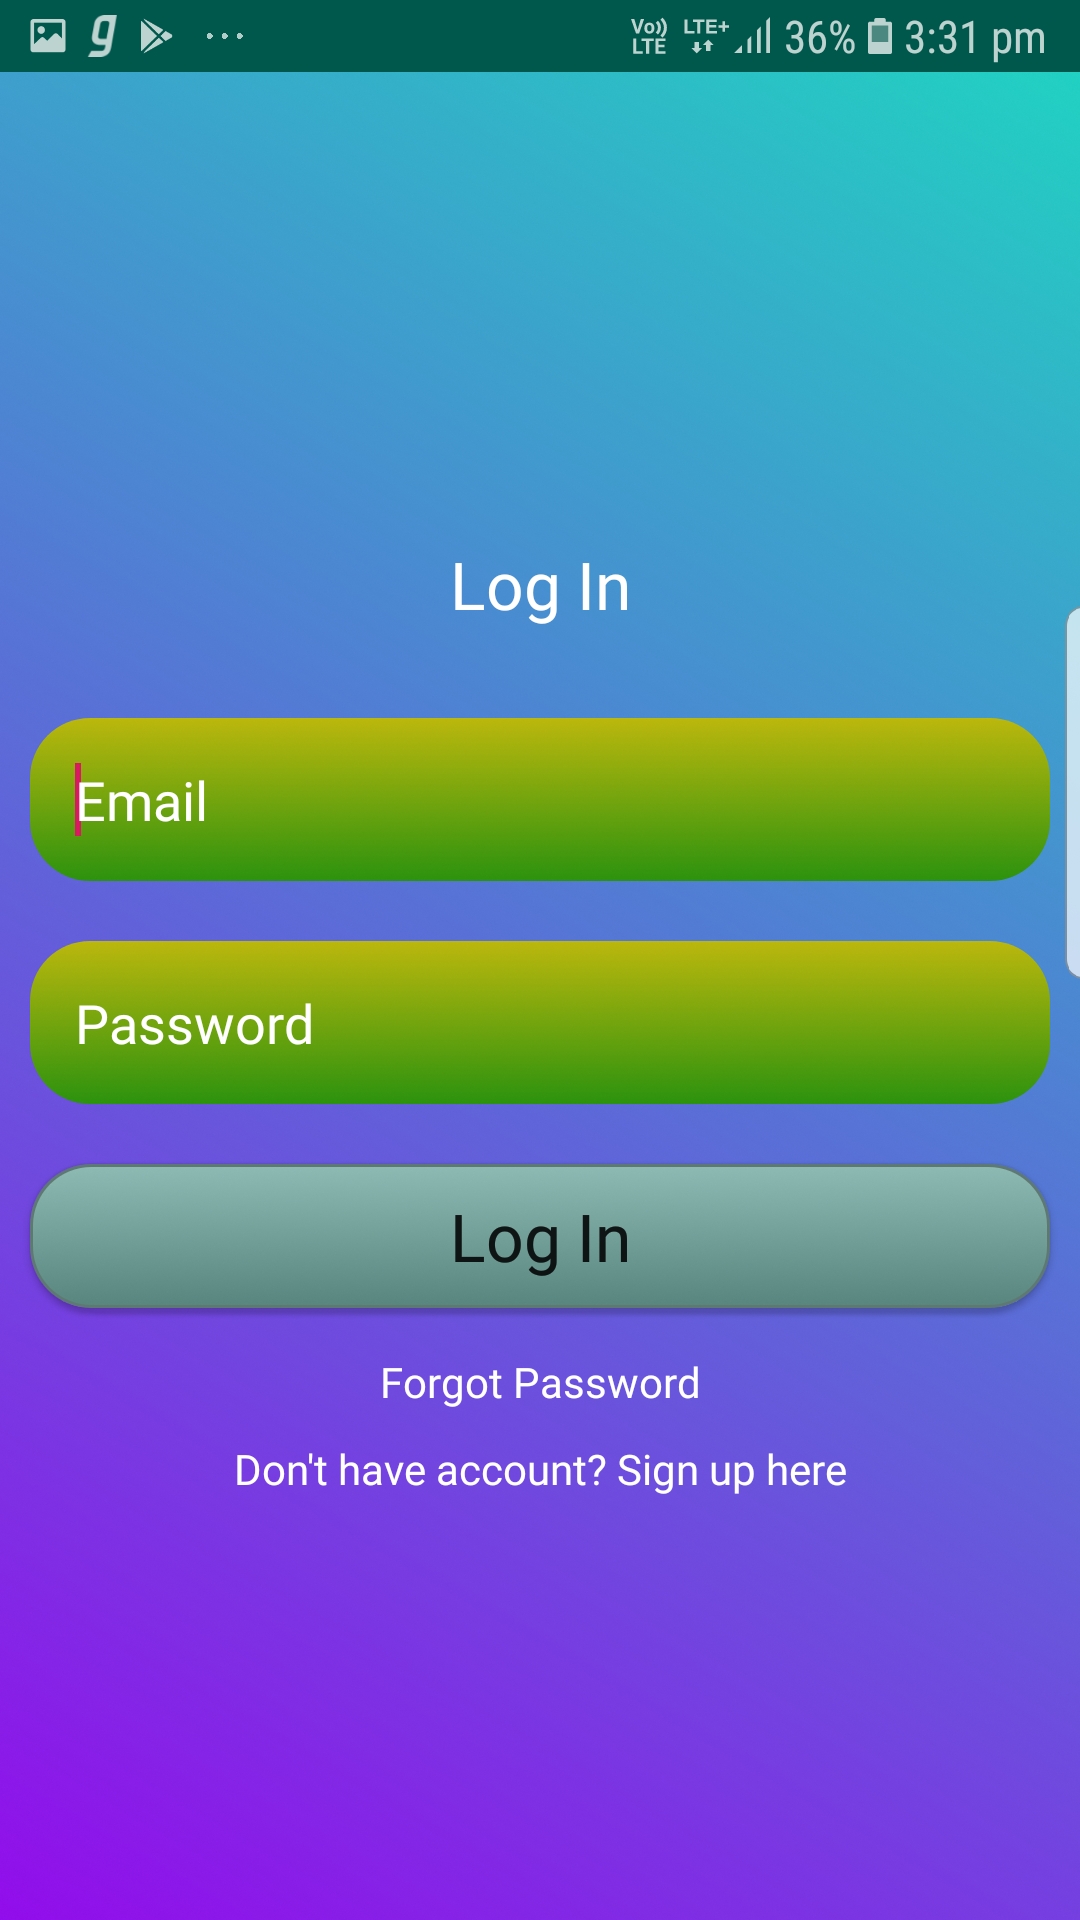 g ... Vo)) LTE LTE+ 36% 3:31 pm
Log In
Email
Password
Log In
Forgot Password
Don't have account? Sign up here